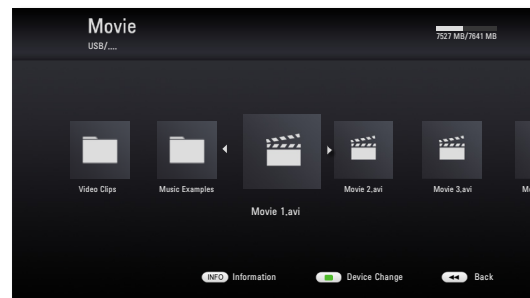 Movie
USB/....
7527 MB/7641 MB
Video Clips
Music Examples
Movie 2,avi
Movie 3,avi
M
Movie 1,avi
INFO Information
Device Change
Back